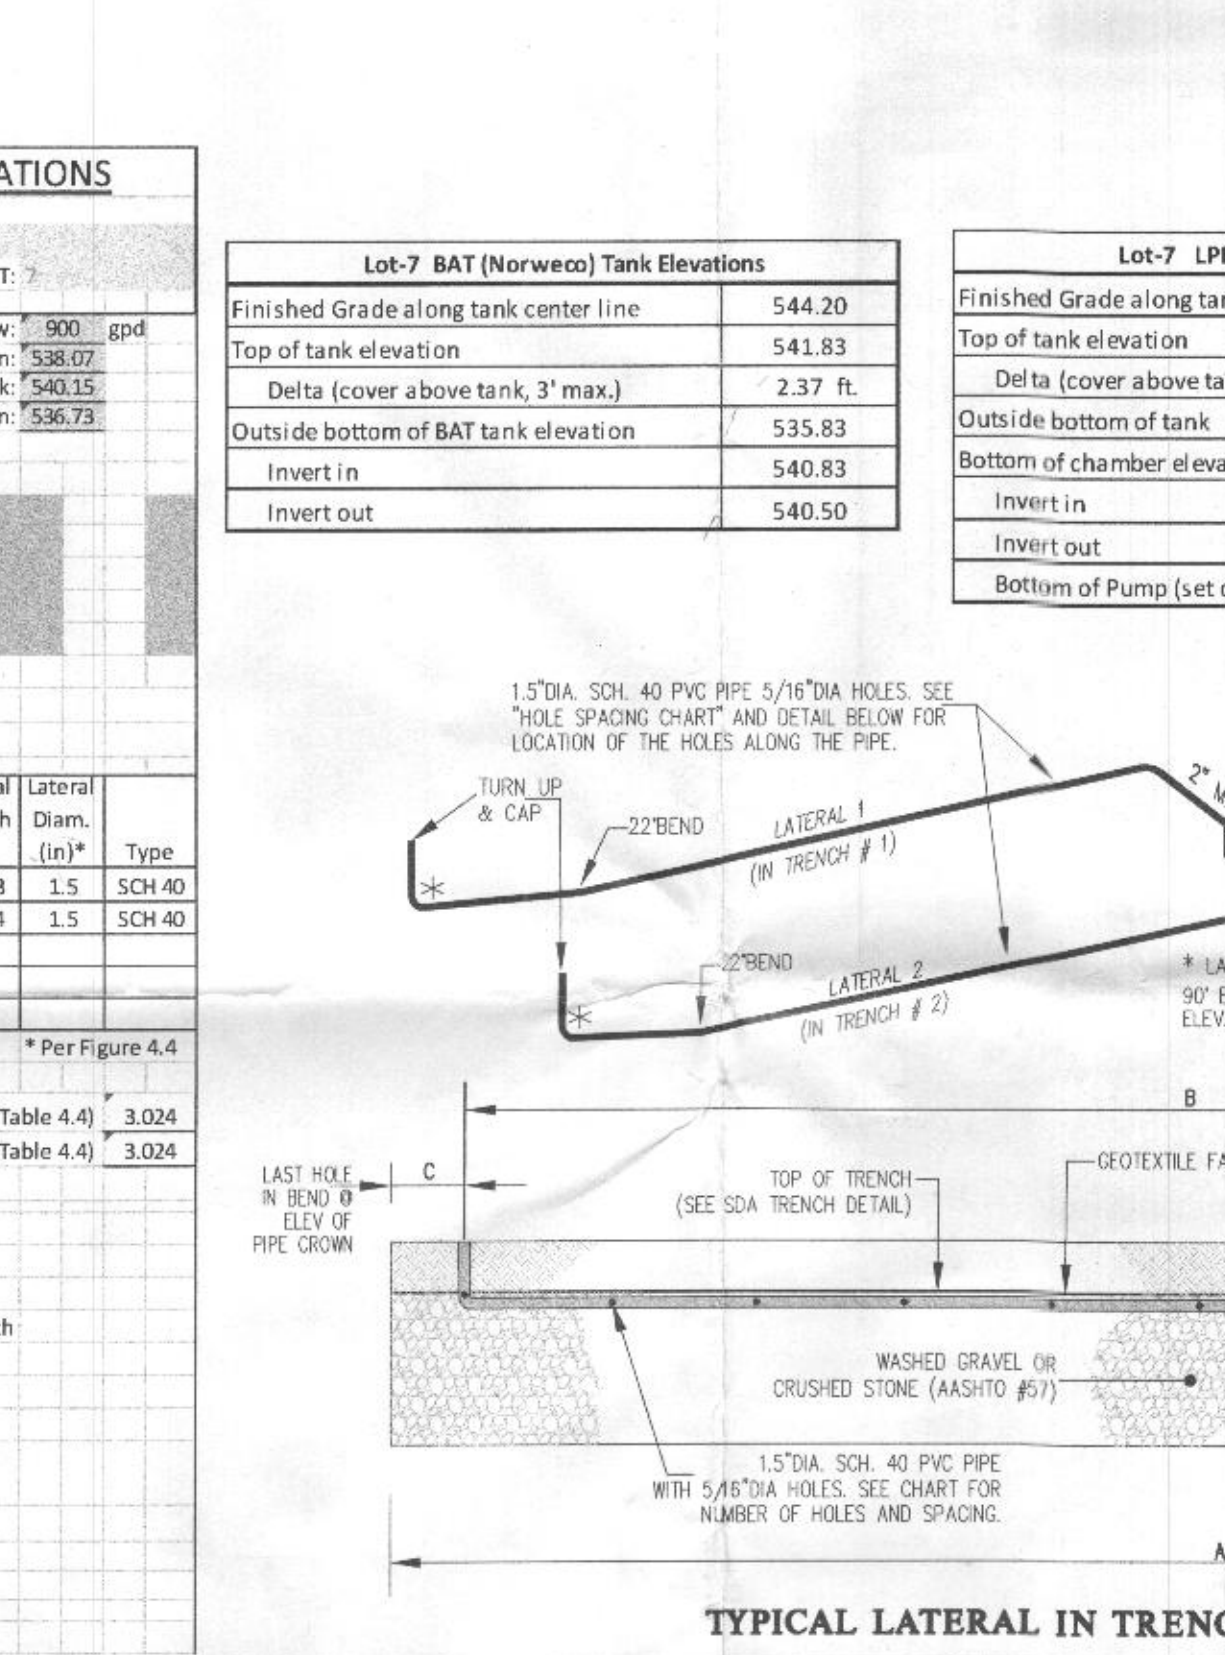 ATIONS
T: 7
w: 900 gpd
n: 538.07
k: 540.15
n: 536.73
al Lateral
h Diam.
(in)* Type
3 1.5 SCH 40
4 1.5 SCH 40
* Per Figure 4.4
Table 4.4) 3.024
Table 4.4) 3.024
th
Lot-7 BAT (Norweco) Tank Elevations
Finished Grade along tank center line 544.20
Top of tank elevation 541.83
Delta (cover above tank, 3' max.) 2.37 ft.
Outside bottom of BAT tank elevation 535.83
Invert in 540.83
Invert out 540.50
Lot-7 LP
Finished Grade along tan
Top of tank elevation
Delta (cover above ta
Outside bottom of tank
Bottom of chamber eleva
Invert in
Invert out
Bottom of Pump (set o
1.5"DIA. SCH. 40 PVC PIPE 5/16"DIA HOLES. SEE
"HOLE SPACING CHART" AND DETAIL BELOW FOR
LOCATION OF THE HOLES ALONG THE PIPE.
TURN UP
& CAP
22°BEND
LATERAL 1
(IN TRENCH # 1)
2" M
*
22°BEND
LATERAL 2
(IN TRENCH # 2)
*
* LA
90° B
ELEV.
B
LAST HOLE
IN BEND @
ELEV OF
PIPE CROWN
C
TOP OF TRENCH
(SEE SDA TRENCH DETAIL)
GEOTEXTILE FA
WASHED GRAVEL OR
CRUSHED STONE (AASHTO #57)
1.5"DIA. SCH. 40 PVC PIPE
WITH 5/16"DIA HOLES. SEE CHART FOR
NUMBER OF HOLES AND SPACING.
A
TYPICAL LATERAL IN TRENC